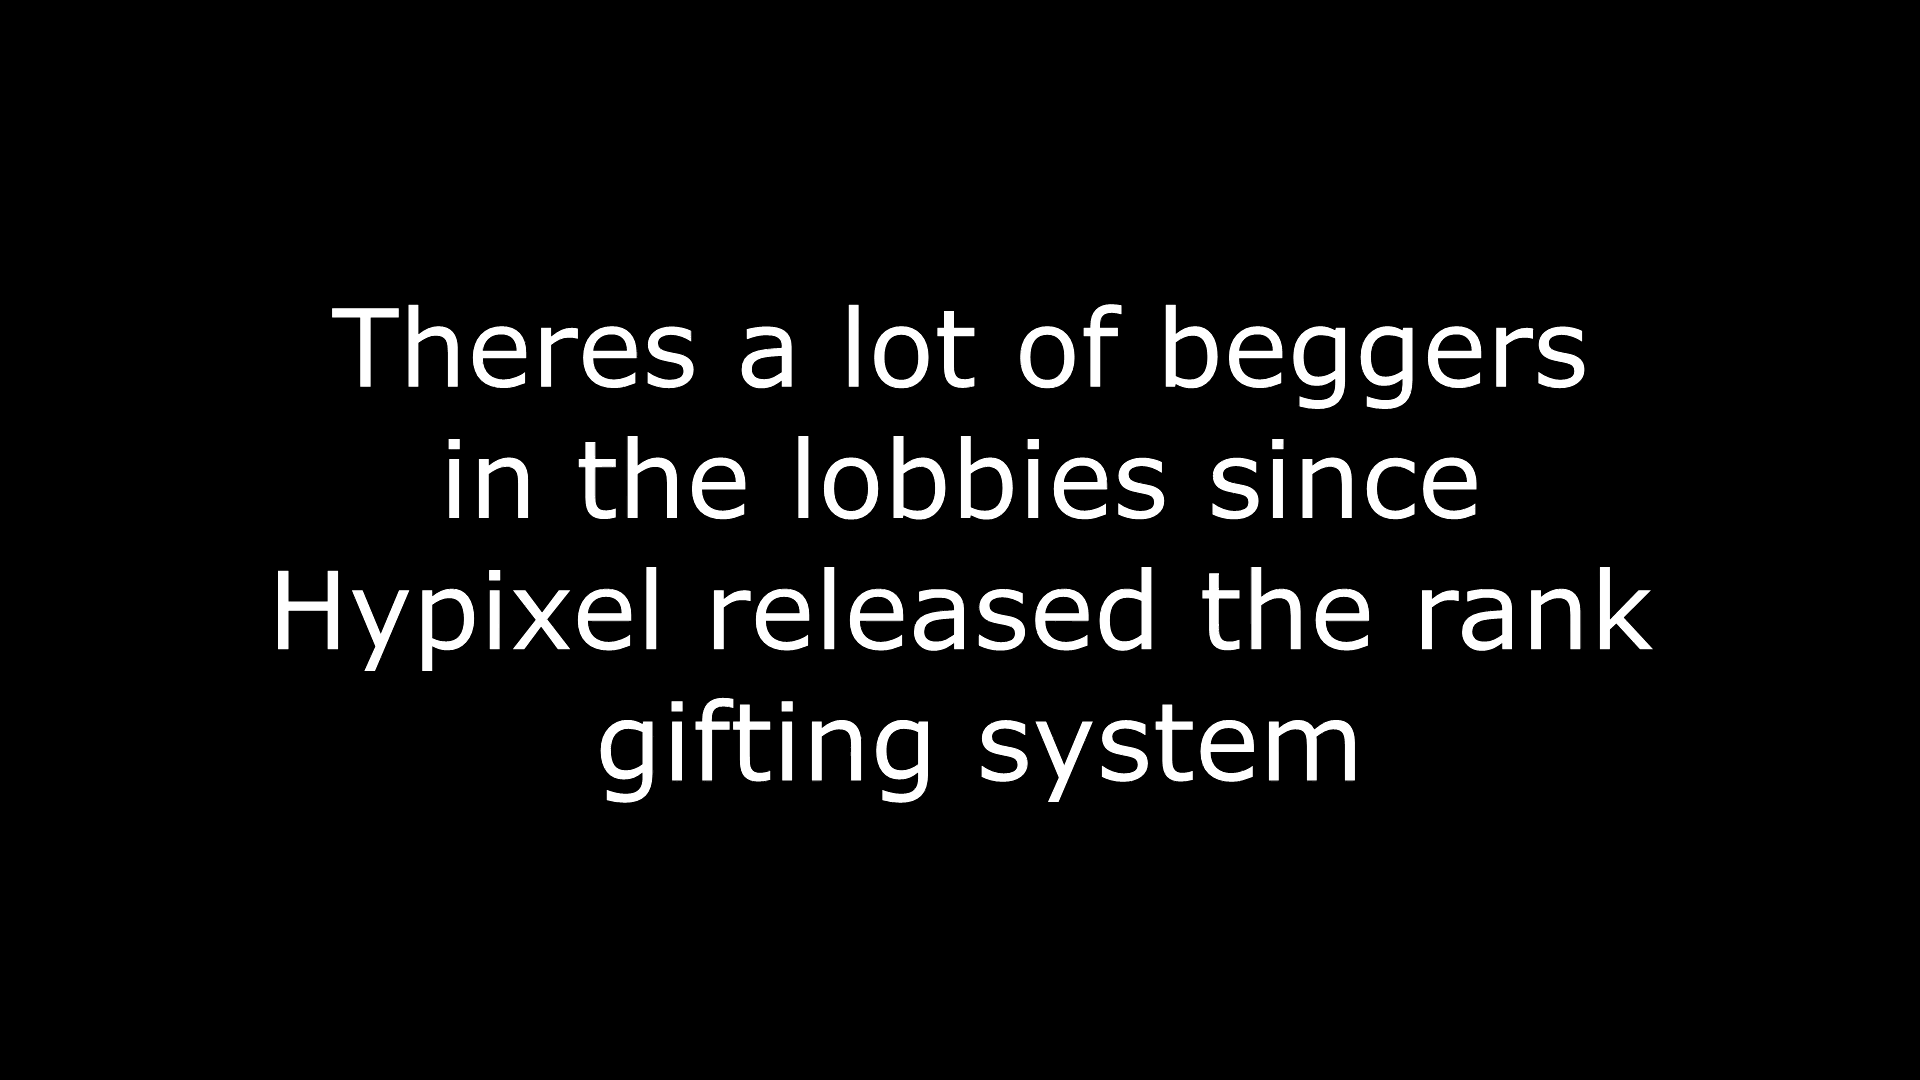 Theres a lot of beggers
in the lobbies since
Hypixel released the rank
gifting system